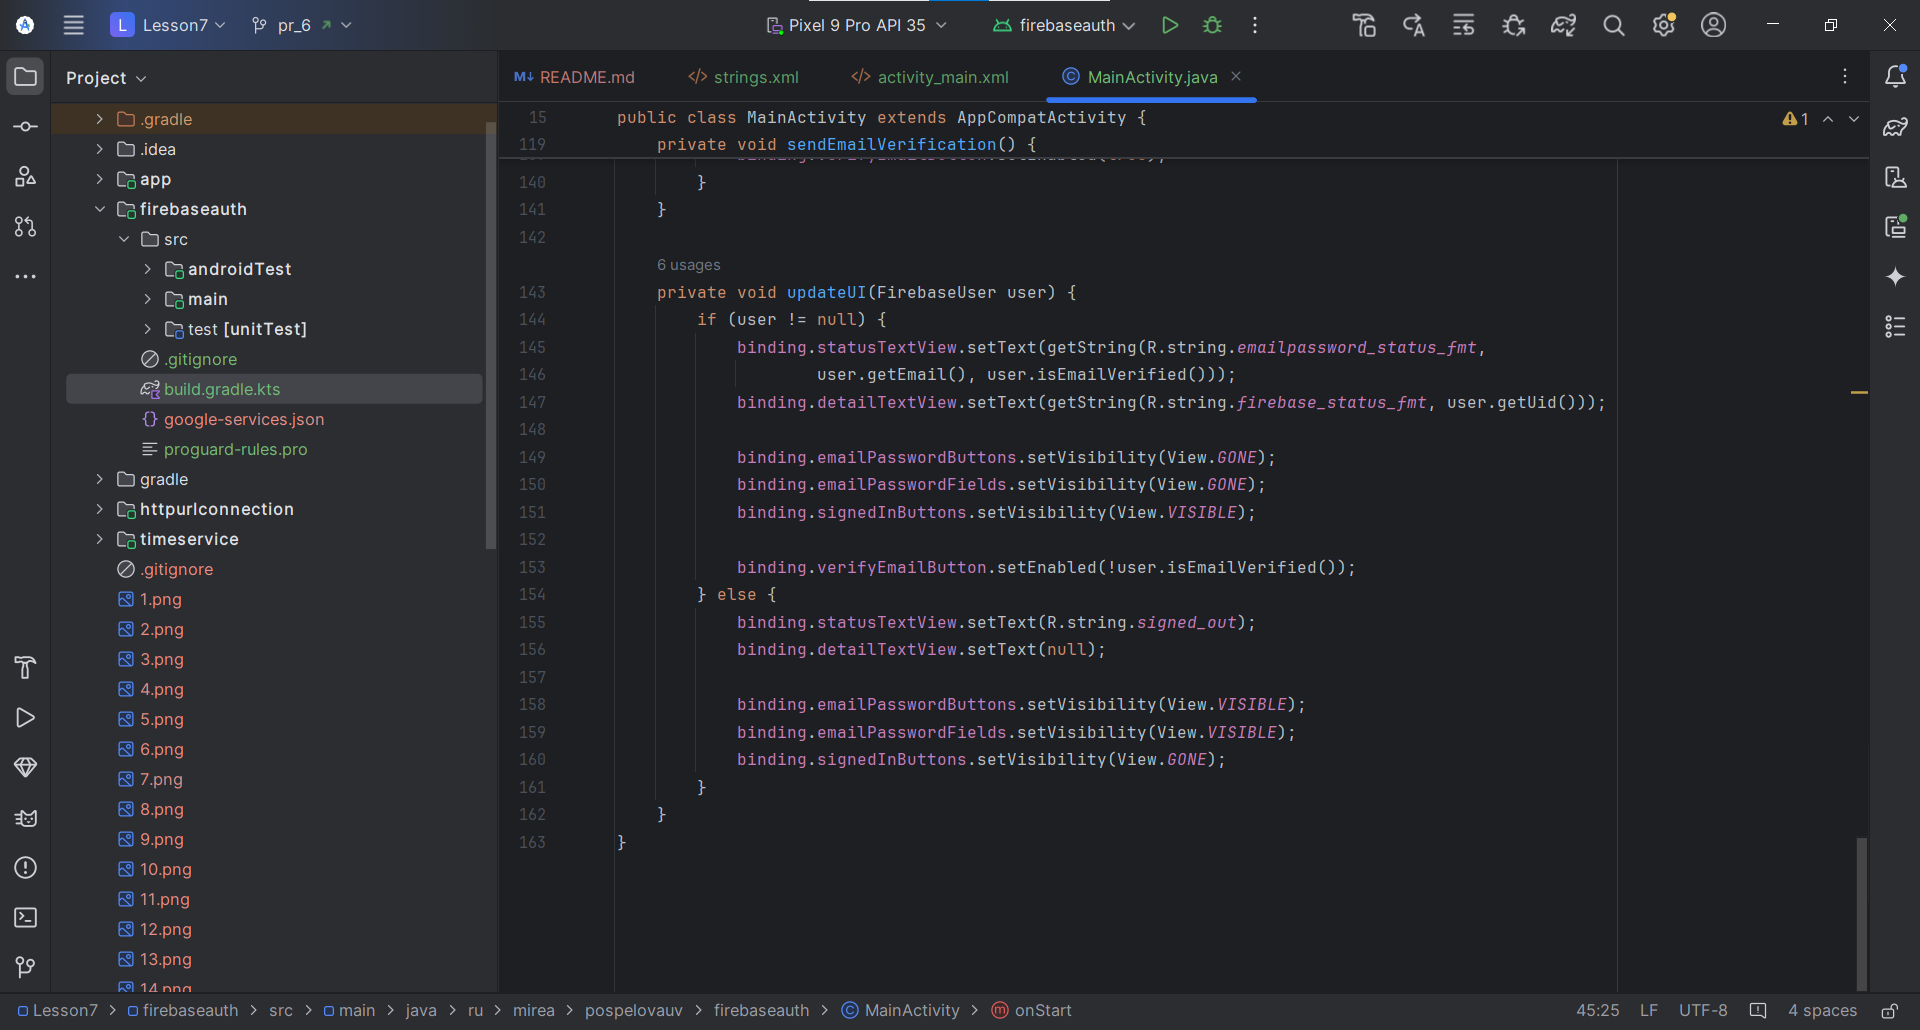 L Lesson7 pr_6 Pixel 9 Pro API 35 firebaseauth
Project
M↓ README.md </> strings.xml </> activity_main.xml C MainActivity.java
.gradle
.idea
app
firebaseauth
src
androidTest
main
test [unitTest]
.gitignore
build.gradle.kts
{} google-services.json
proguard-rules.pro
gradle
httpurlconnection
timeservice
.gitignore
1.png
2.png
3.png
4.png
5.png
6.png
7.png
8.png
9.png
10.png
11.png
12.png
13.png
14.png
15 public class MainActivity extends AppCompatActivity {
1
119 private void sendEmailVerification() {
140 }
141 }
142
6 usages
143 private void updateUI(FirebaseUser user) {
144 if (user != null) {
145 binding.statusTextView.setText(getString(R.string.emailpassword_status_fmt,
146 user.getEmail(), user.isEmailVerified()));
147 binding.detailTextView.setText(getString(R.string.firebase_status_fmt, user.getUid()));
148
149 binding.emailPasswordButtons.setVisibility(View.GONE);
150 binding.emailPasswordFields.setVisibility(View.GONE);
151 binding.signedInButtons.setVisibility(View.VISIBLE);
152
153 binding.verifyEmailButton.setEnabled(!user.isEmailVerified());
154 } else {
155 binding.statusTextView.setText(R.string.signed_out);
156 binding.detailTextView.setText(null);
157
158 binding.emailPasswordButtons.setVisibility(View.VISIBLE);
159 binding.emailPasswordFields.setVisibility(View.VISIBLE);
160 binding.signedInButtons.setVisibility(View.GONE);
161 }
162 }
163 }
Lesson7 > firebaseauth > src > main > java > ru > mirea > pospelovauv > firebaseauth > C MainActivity > m onStart 45:25 LF UTF-8 4 spaces